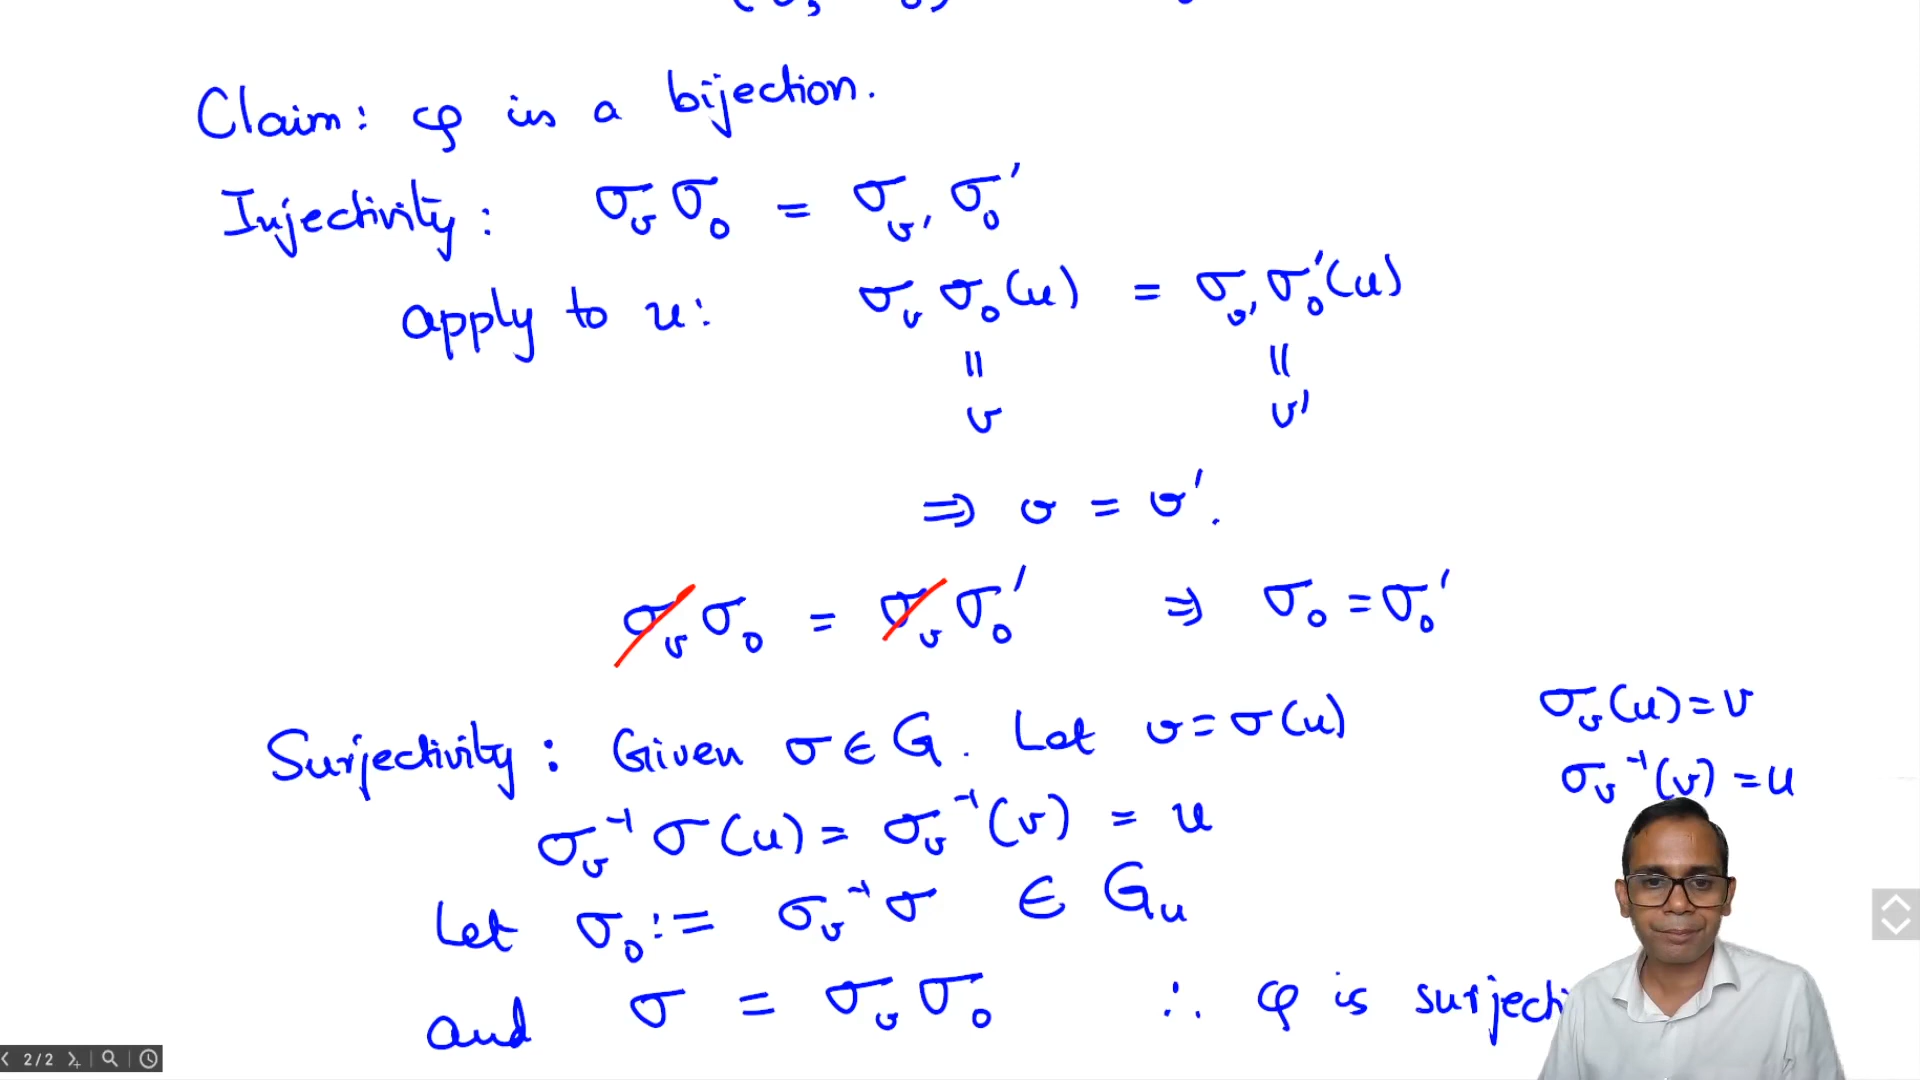 Claim: φ is a bijection.
Injectivity: σ_v σ_0 = σ_v' σ_0'
apply to u: σ_v σ_0(u) = σ_v' σ_0'(u)
|| ||
v v'
⇒ v = v'.
σ_v σ_0 = σ_v σ_0' ⇒ σ_0 = σ_0'
Surjectivity: Given σ ∈ G. Let v = σ(u)
σ_v(u) = v
σ_v⁻¹(v) = u
σ_v⁻¹ σ(u) = σ_v⁻¹(v) = u
Let σ_0 := σ_v⁻¹ σ ∈ G_u
and σ = σ_v σ_0 ∴ φ is surjecti
2/2